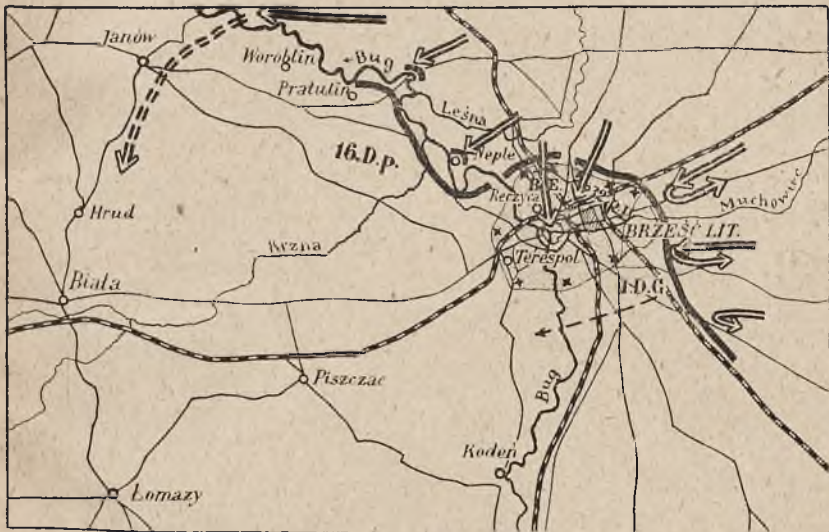 Janów
Woroblin
Bug
Pratulin
Leśna
16.D.p.
Neple
B.E.
Rzeczyca
Muchowiec
Hrud
Krzna
BRZEŚĆ LIT.
Terespol
Biała
1.D.G.
Piszczac
Bug
Kodeń
Łomazy